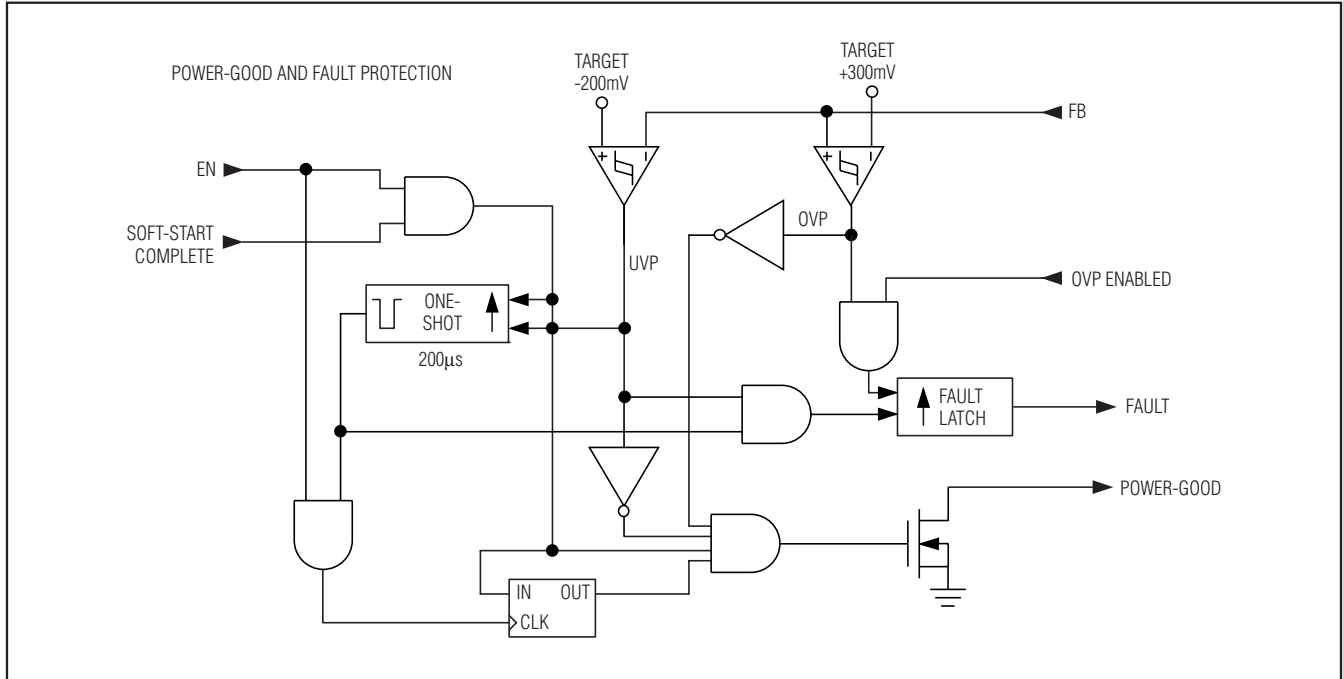 POWER-GOOD AND FAULT PROTECTION
TARGET
-200mV
TARGET
+300mV
FB
EN
SOFT-START
COMPLETE
+
–
+
–
OVP
UVP
OVP ENABLED
ONE-
SHOT
200μs
FAULT
LATCH
FAULT
POWER-GOOD
IN
OUT
CLK